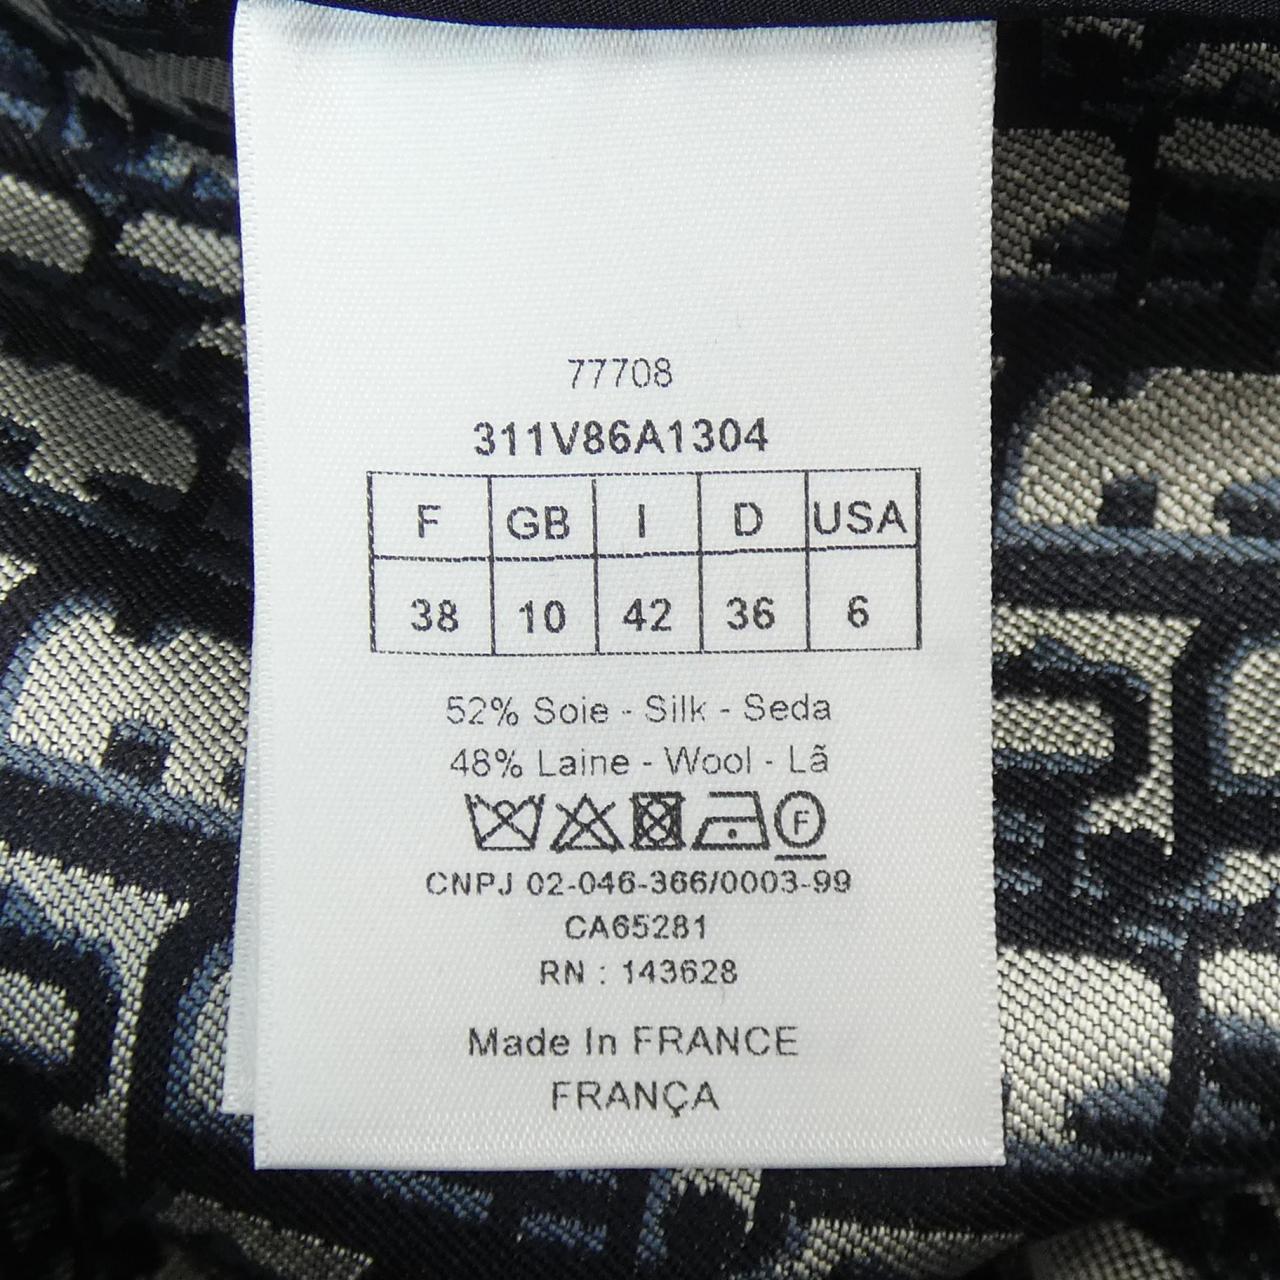 77708
311V86A1304
F GB I D USA
38 10 42 36 6
52% Soie - Silk - Seda
48% Laine - Wool - Lã
F
CNPJ 02-046-366/0003-99
CA65281
RN : 143628
Made In FRANCE
FRANÇA